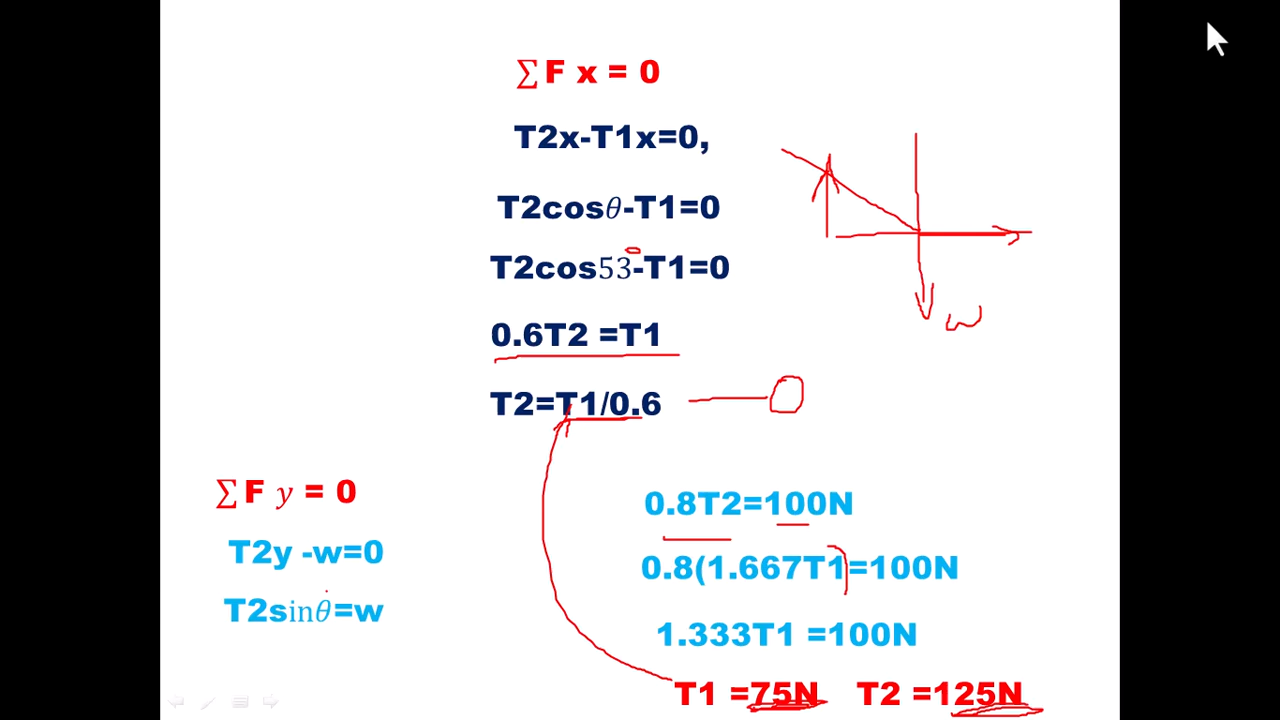 ∑F x = 0
T2x-T1x=0,
T2cosθ-T1=0
T2cos53-T1=0
0.6T2 =T1
T2=T1/0.6
w
∑F y = 0
T2y -w=0
T2sinθ=w
0.8T2=100N
0.8(1.667T1)=100N
1.333T1 =100N
T1 =75N T2 =125N